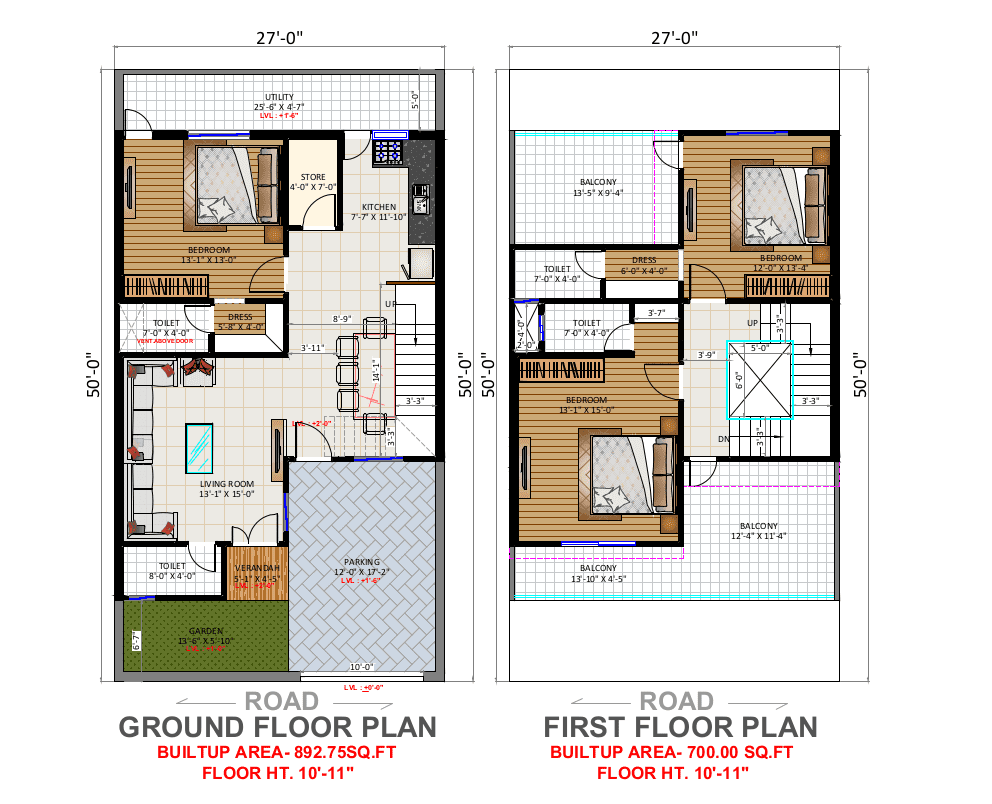 27'-0"
27'-0"
UTILITY
25'-6" X 4'-7"
LVL : +1'-6"
5'-0"
STORE
4'-0" X 7'-0"
KITCHEN
7'-7" X 11'-10"
BEDROOM
13'-1" X 13'-0"
UP
8'-9"
DRESS
5'-8" X 4'-0"
TOILET
7'-0" X 4'-0"
VENT ABOVE DOOR
3'-11"
14'-1"
3'-3"
3'-3"
50'-0"
50'-0"
LVL : +2'-0"
LIVING ROOM
13'-1" X 15'-0"
TOILET
8'-0" X 4'-0"
VERANDAH
5'-1" X 4'-5"
PARKING
12'-0" X 17'-2"
LVL : +1'-6"
GARDEN
13'-6" X 5'-10"
6'-7"
10'-0"
LVL : +0'-0"
ROAD
GROUND FLOOR PLAN
BUILTUP AREA- 892.75SQ.FT
FLOOR HT. 10'-11"
BALCONY
13'-5" X 9'-4"
BEDROOM
12'-0" X 13'-4"
DRESS
6'-0" X 4'-0"
TOILET
7'-0" X 4'-0"
TOILET
7'-0" X 4'-0"
4'-0"
2'-0"
3'-7"
UP
3'-3"
5'-0"
3'-9"
6'-0"
3'-3"
DN
3'-3"
50'-0"
50'-0"
BEDROOM
13'-1" X 15'-0"
BALCONY
12'-4" X 11'-4"
BALCONY
13'-10" X 4'-5"
ROAD
FIRST FLOOR PLAN
BUILTUP AREA- 700.00 SQ.FT
FLOOR HT. 10'-11"